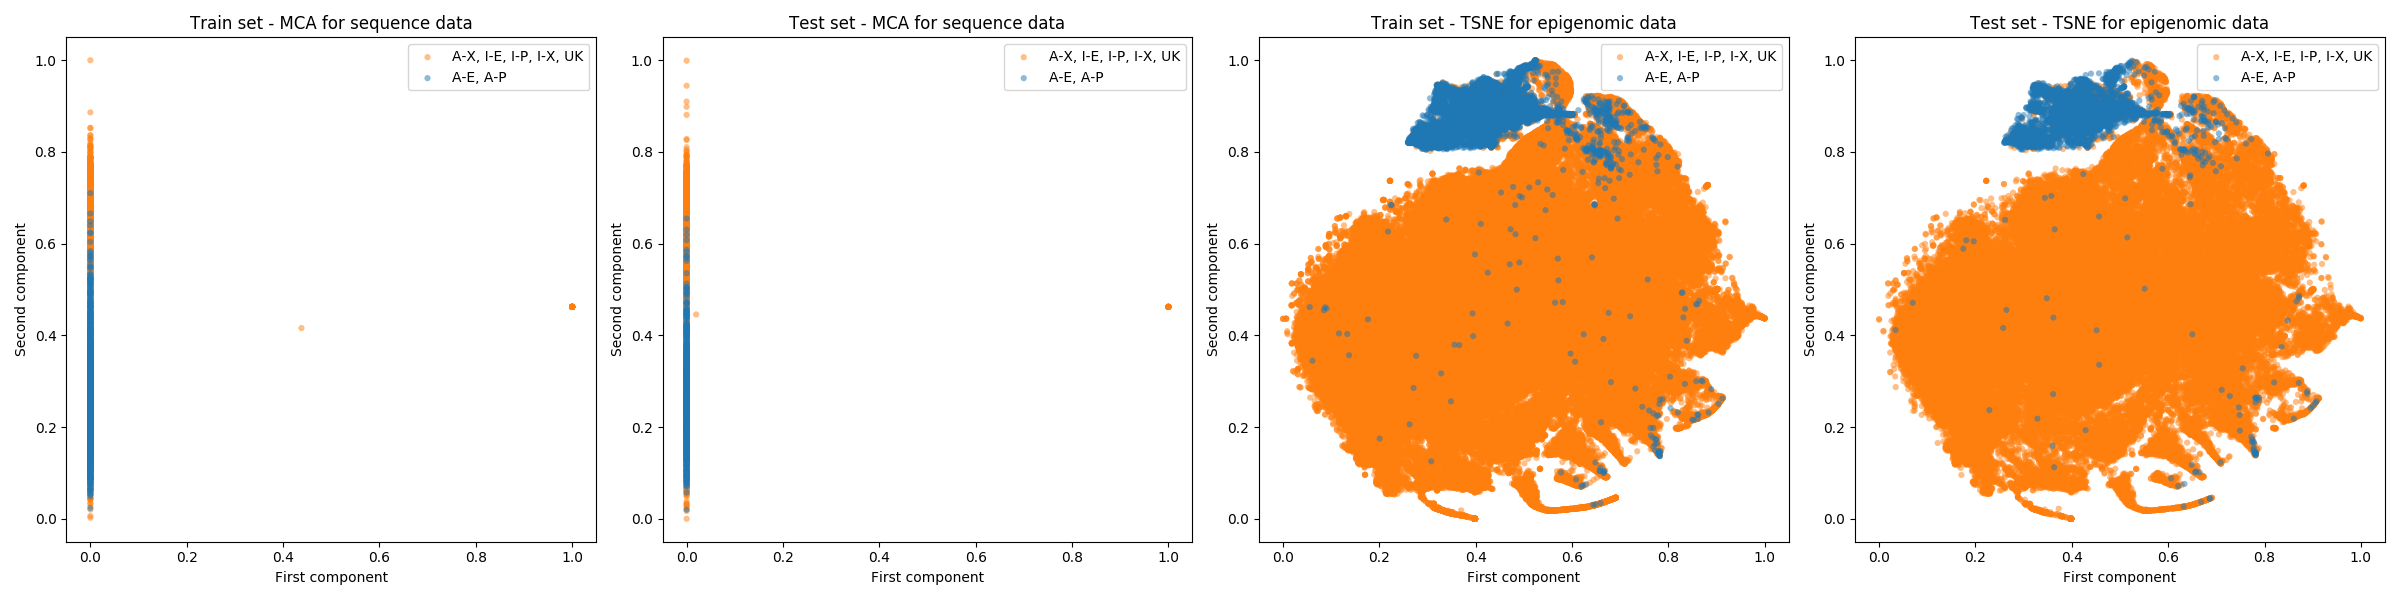 Train set - MCA for sequence data
A-X, I-E, I-P, I-X, UK
A-E, A-P
Second component
1.0
0.8
0.6
0.4
0.2
0.0
0.0 0.2 0.4 0.6 0.8 1.0
First component
Test set - MCA for sequence data
A-X, I-E, I-P, I-X, UK
A-E, A-P
Second component
1.0
0.8
0.6
0.4
0.2
0.0
0.0 0.2 0.4 0.6 0.8 1.0
First component
Train set - TSNE for epigenomic data
A-X, I-E, I-P, I-X, UK
A-E, A-P
Second component
1.0
0.8
0.6
0.4
0.2
0.0
0.0 0.2 0.4 0.6 0.8 1.0
First component
Test set - TSNE for epigenomic data
A-X, I-E, I-P, I-X, UK
A-E, A-P
Second component
1.0
0.8
0.6
0.4
0.2
0.0
0.0 0.2 0.4 0.6 0.8 1.0
First component